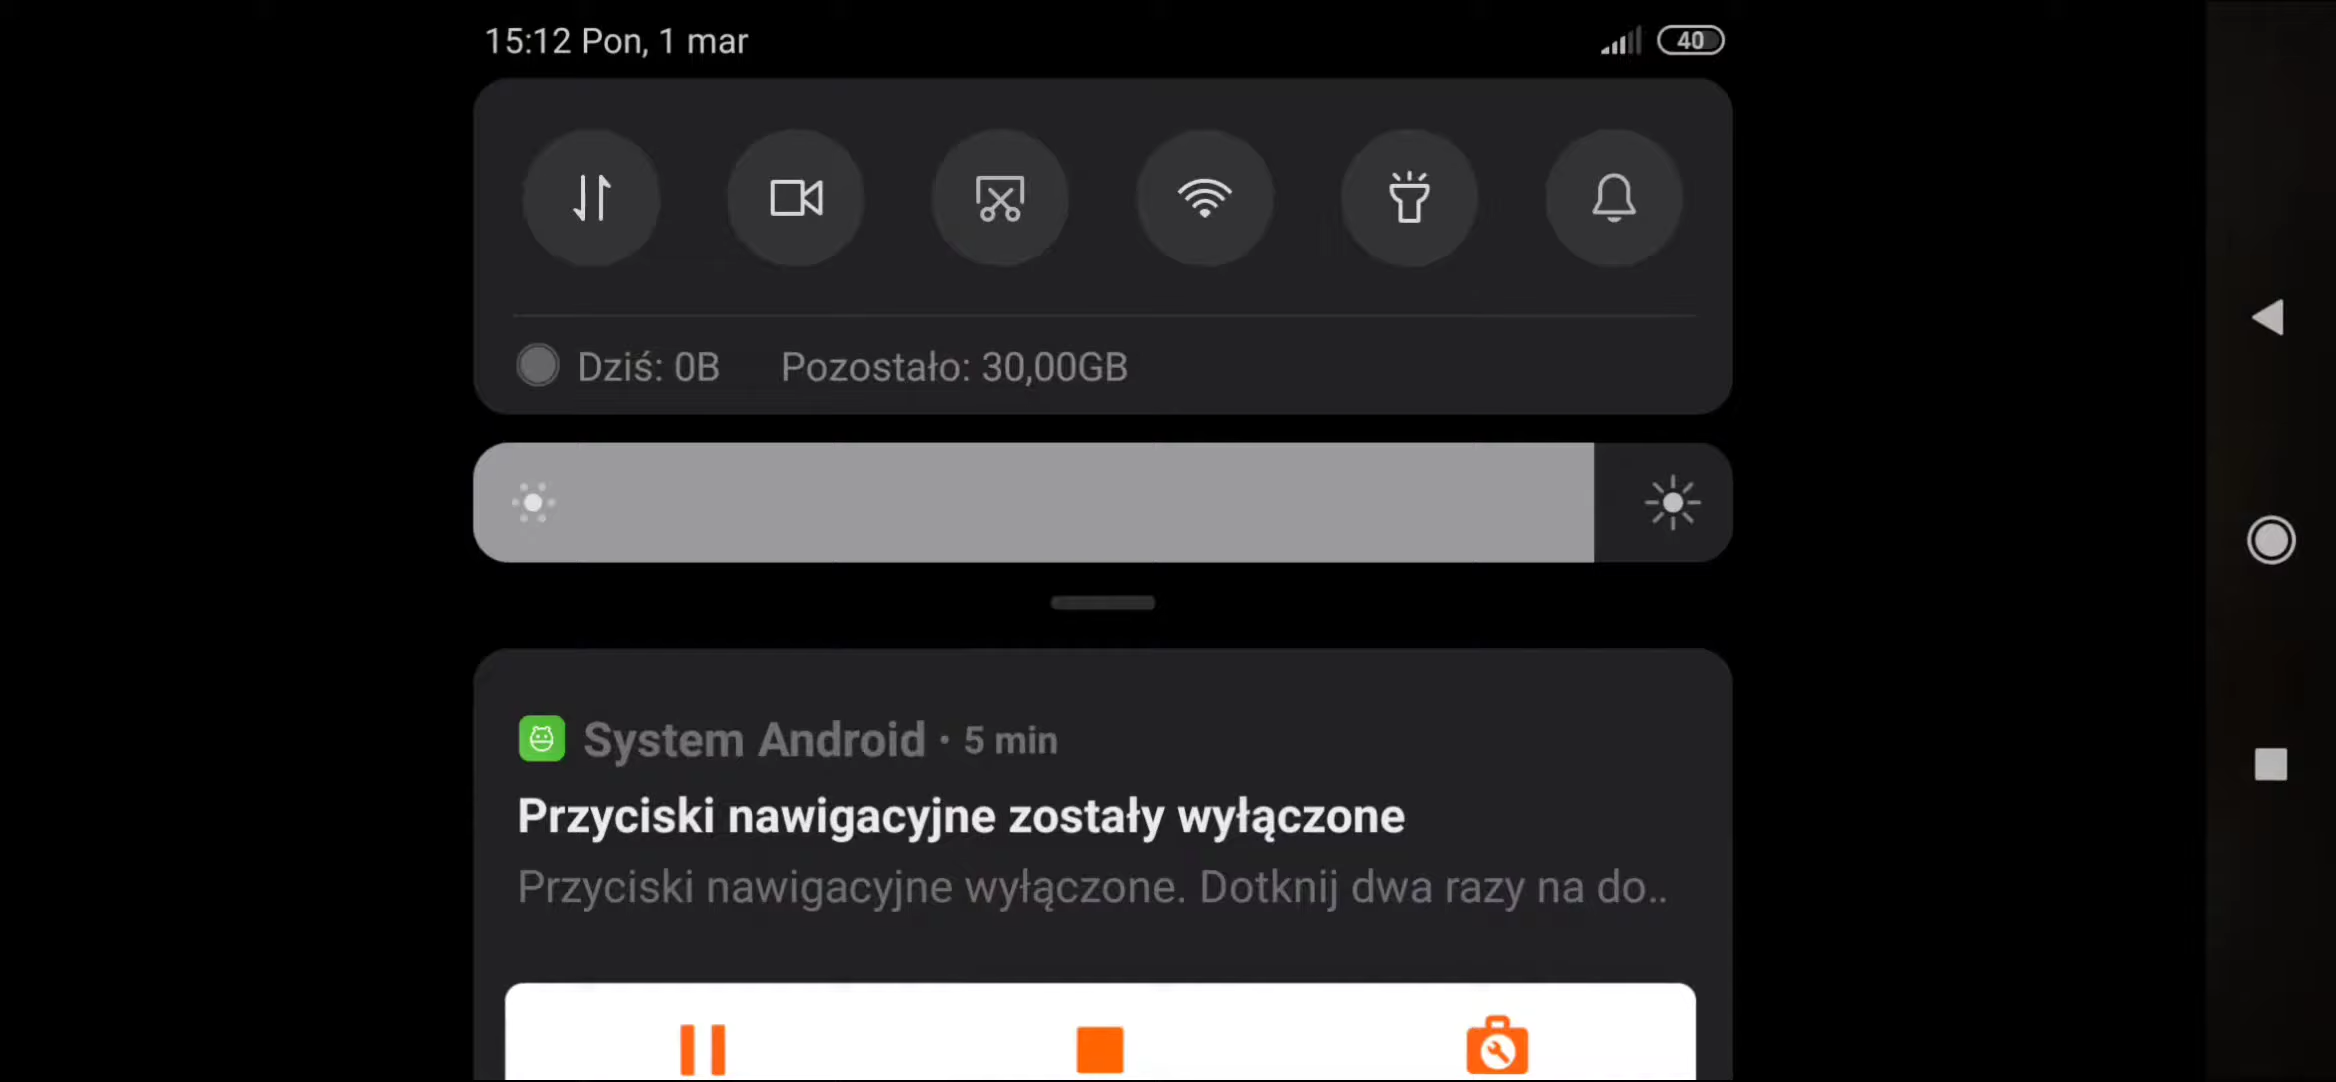 15:12 Pon, 1 mar
40
Dziś: 0B Pozostało: 30,00GB
System Android · 5 min
Przyciski nawigacyjne zostały wyłączone
Przyciski nawigacyjne wyłączone. Dotknij dwa razy na do..